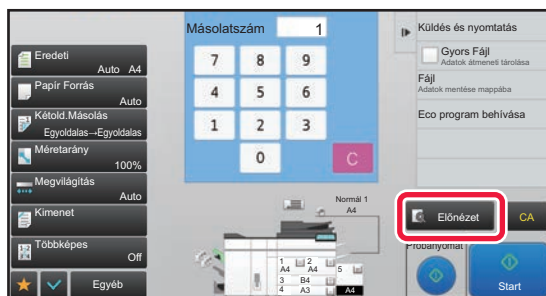 Másolatszám 1
Eredeti
Auto A4
Papír Forrás
Auto
Kétold.Másolás
Egyoldalas→Egyoldalas
Méretarány
100%
Megvilágítás
Auto
Kimenet
Többképes
Off
Egyéb
7 8 9
4 5 6
1 2 3
0 C
Normál 1
A4
1 A4 2 A4
3 B4
4 A3
5 A4
Küldés és nyomtatás
Gyors Fájl
Adatok átmeneti tárolása
Fájl
Adatok mentése mappába
Eco program behívása
Előnézet
CA
Próbanyomat
Start